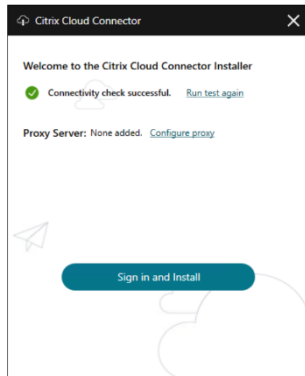 Citrix Cloud Connector
Welcome to the Citrix Cloud Connector Installer
Connectivity check successful. Run test again
Proxy Server: None added. Configure proxy
Sign in and Install